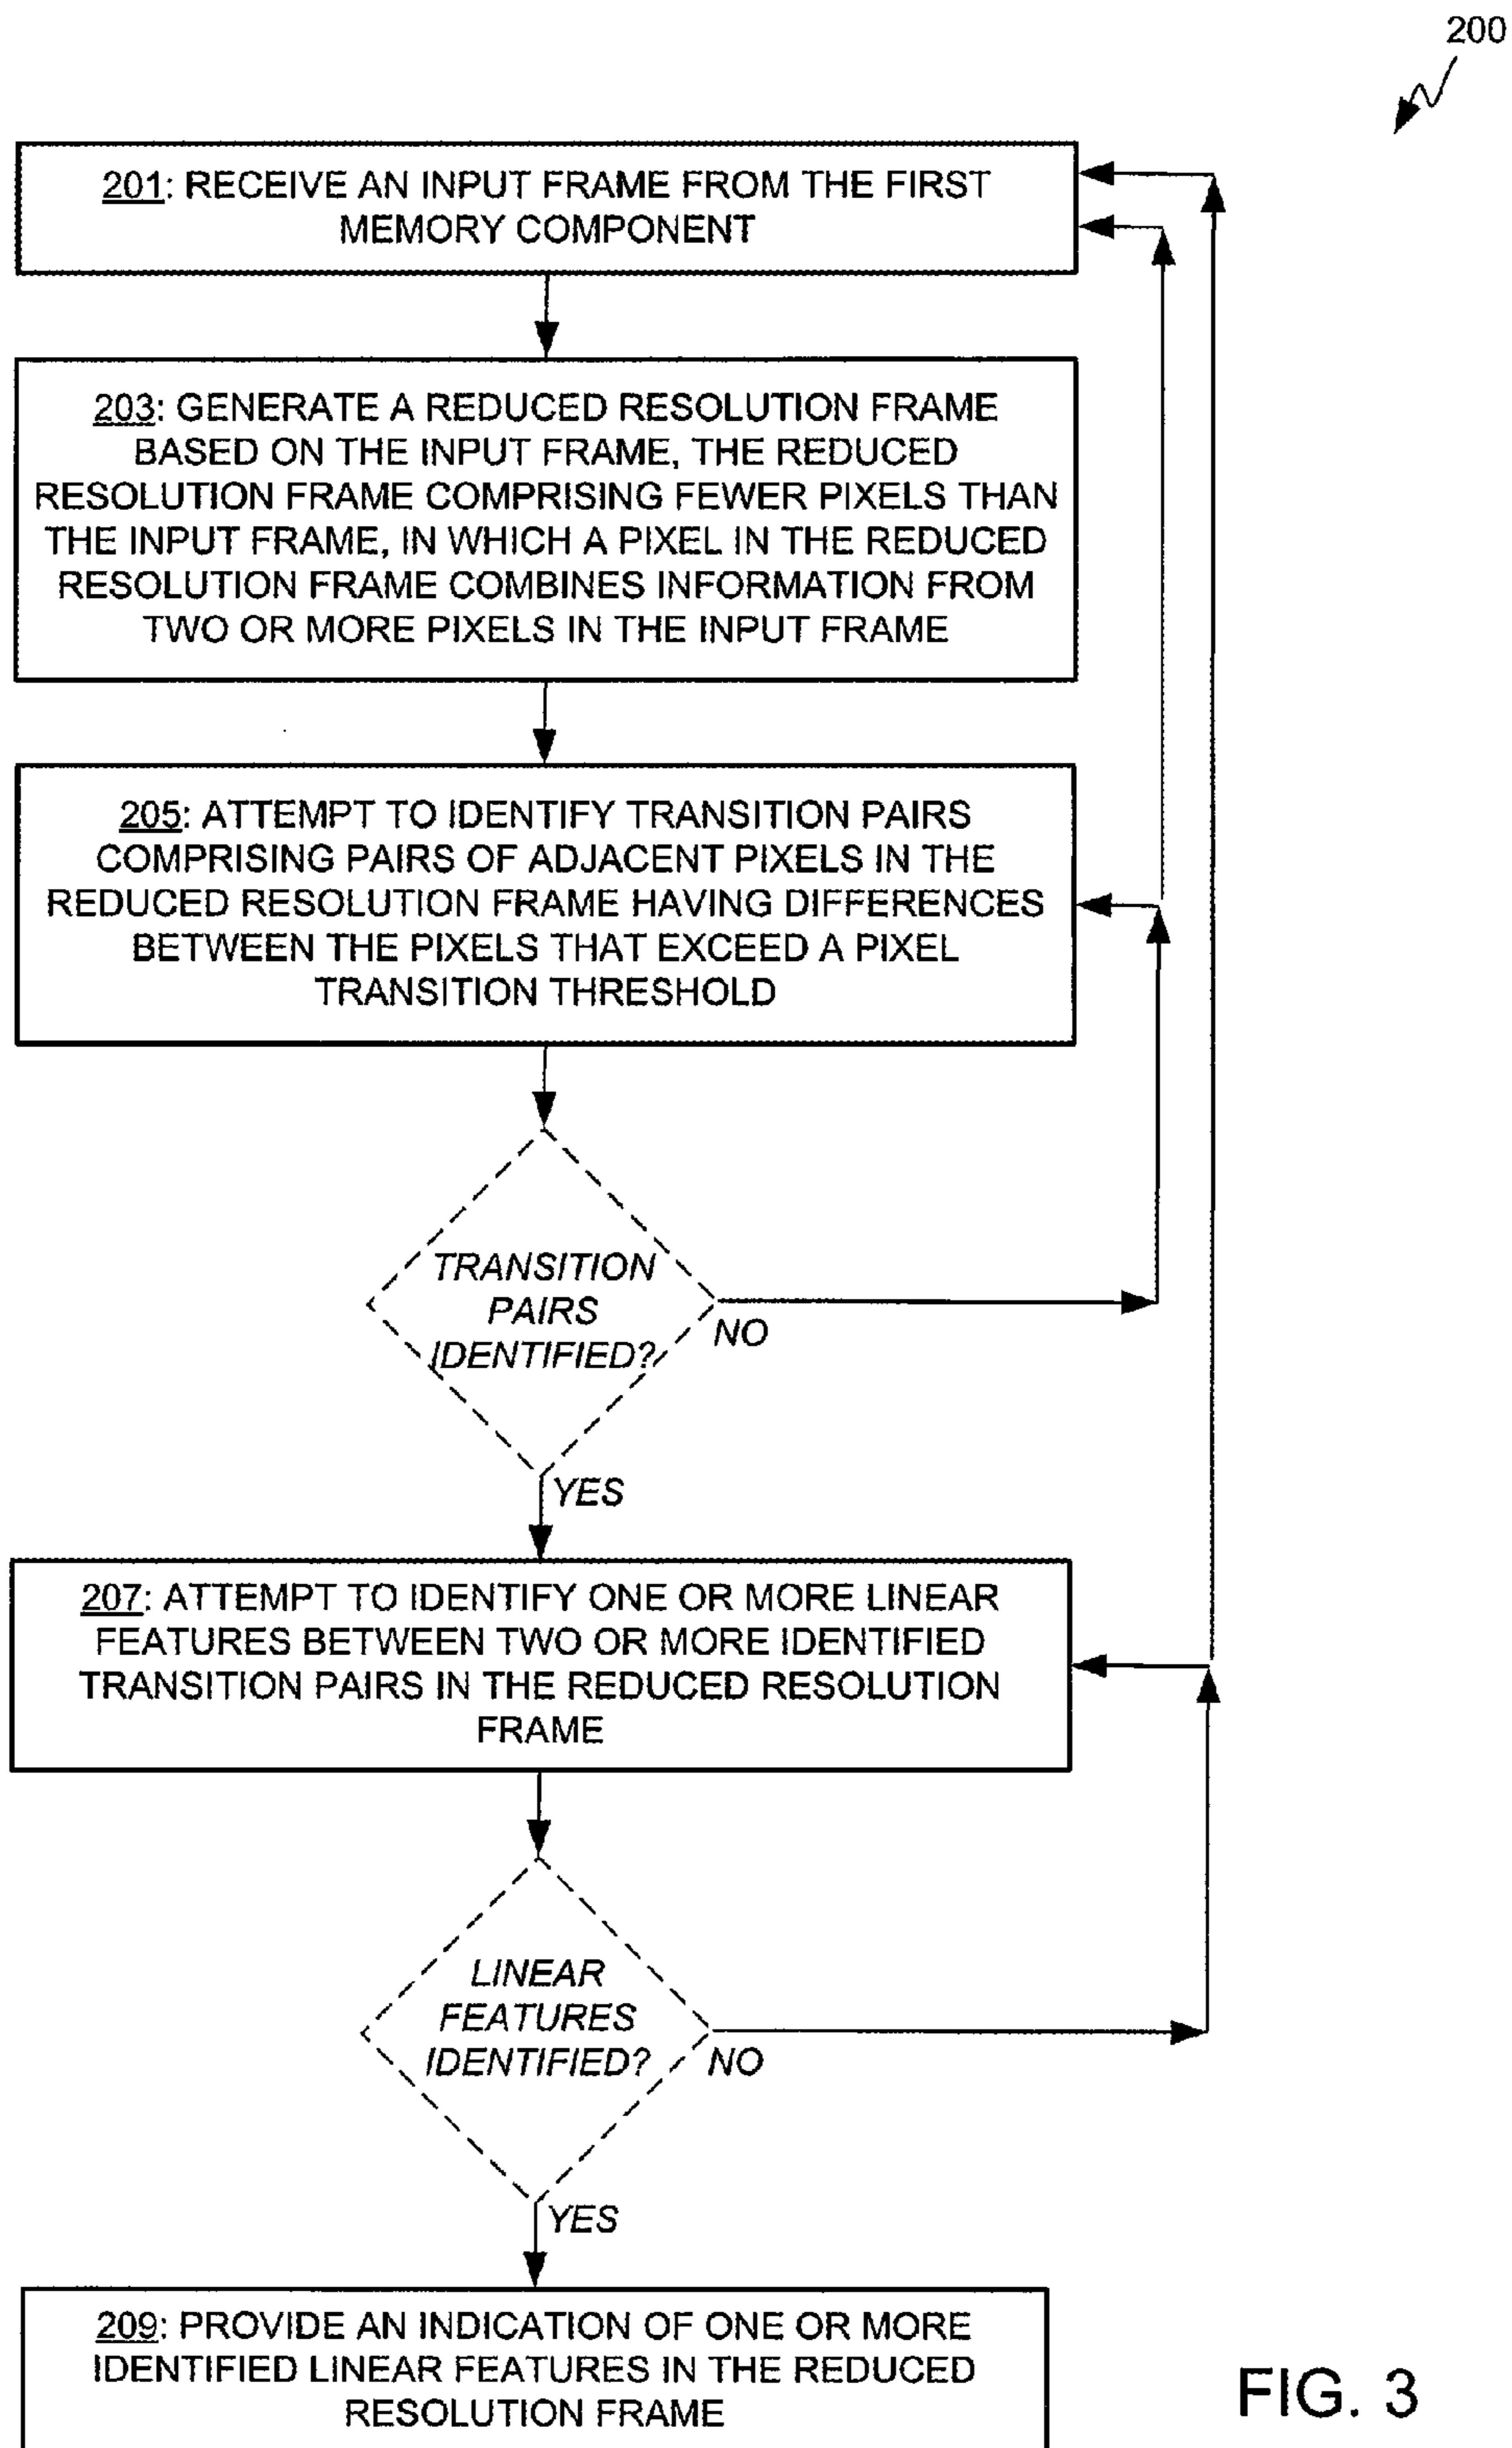 200
201: RECEIVE AN INPUT FRAME FROM THE FIRST
MEMORY COMPONENT
203: GENERATE A REDUCED RESOLUTION FRAME
BASED ON THE INPUT FRAME, THE REDUCED
RESOLUTION FRAME COMPRISING FEWER PIXELS THAN
THE INPUT FRAME, IN WHICH A PIXEL IN THE REDUCED
RESOLUTION FRAME COMBINES INFORMATION FROM
TWO OR MORE PIXELS IN THE INPUT FRAME
205: ATTEMPT TO IDENTIFY TRANSITION PAIRS
COMPRISING PAIRS OF ADJACENT PIXELS IN THE
REDUCED RESOLUTION FRAME HAVING DIFFERENCES
BETWEEN THE PIXELS THAT EXCEED A PIXEL
TRANSITION THRESHOLD
TRANSITION
PAIRS
IDENTIFIED?
NO
YES
207: ATTEMPT TO IDENTIFY ONE OR MORE LINEAR
FEATURES BETWEEN TWO OR MORE IDENTIFIED
TRANSITION PAIRS IN THE REDUCED RESOLUTION
FRAME
LINEAR
FEATURES
IDENTIFIED?
NO
YES
209: PROVIDE AN INDICATION OF ONE OR MORE
IDENTIFIED LINEAR FEATURES IN THE REDUCED
RESOLUTION FRAME
FIG. 3